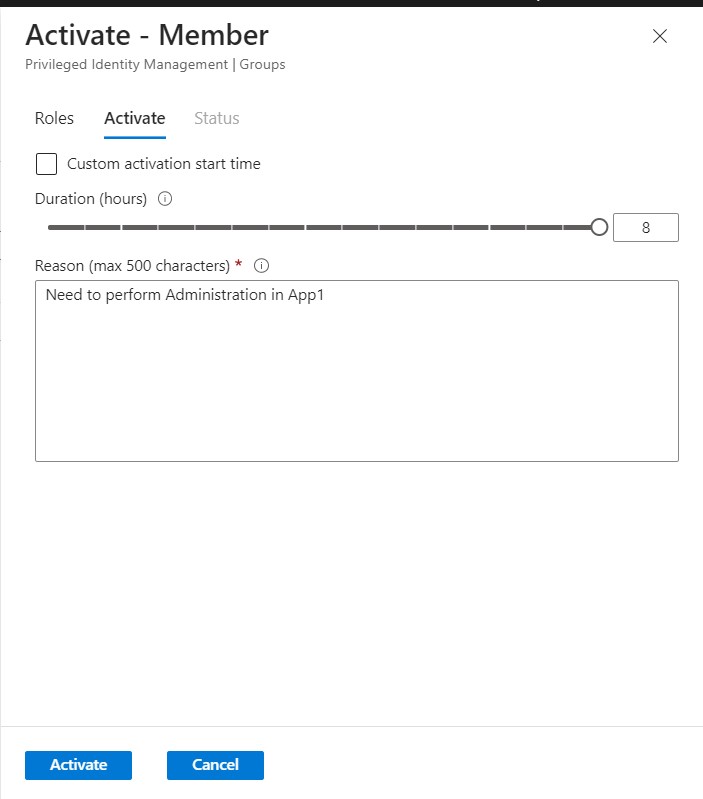 Activate - Member
Privileged Identity Management | Groups
Roles Activate Status
Custom activation start time
Duration (hours)
8
Reason (max 500 characters) *
Need to perform Administration in App1
Activate Cancel